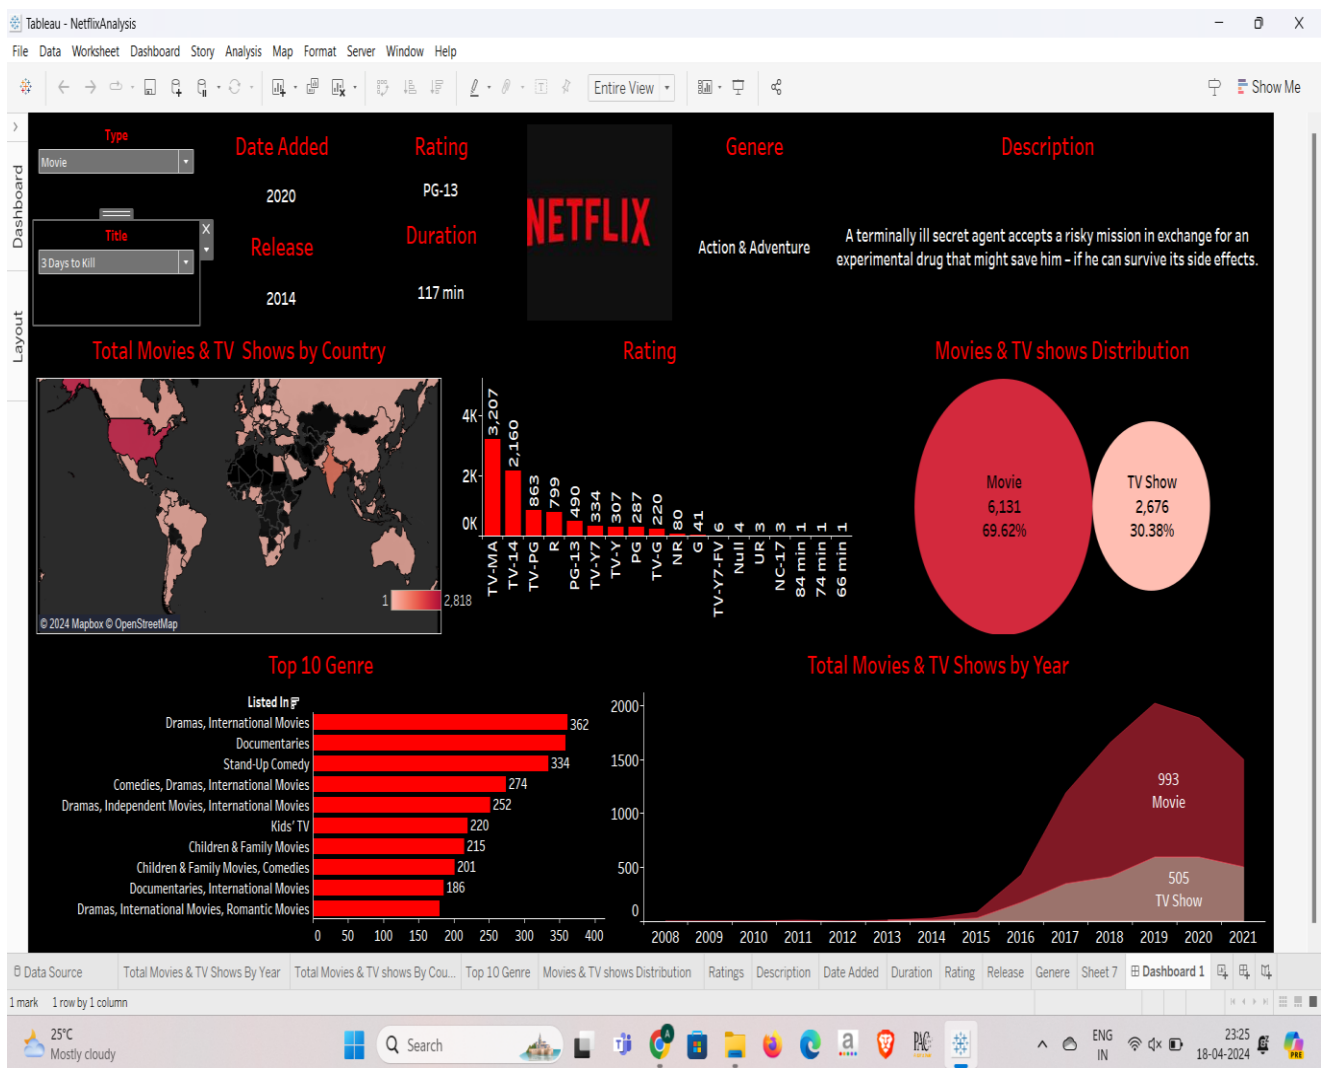 Tableau - NetflixAnalysis
File Data Worksheet Dashboard Story Analysis Map Format Server Window Help
Entire View
Show Me
Dashboard
Layout
Type
Movie
Title
3 Days to Kill
X
Date Added
2020
Release
2014
Rating
PG-13
Duration
117 min
NETFLIX
Genere
Action & Adventure
Description
A terminally ill secret agent accepts a risky mission in exchange for an
experimental drug that might save him – if he can survive its side effects.
Total Movies & TV Shows by Country
1
2,818
© 2024 Mapbox © OpenStreetMap
Rating
4K
2K
0K
3,207
2,160
863
799
490
334
307
287
220
80
41
6
4
3
3
1
1
1
TV-MA
TV-14
TV-PG
R
PG-13
TV-Y7
TV-Y
PG
TV-G
NR
G
TV-Y7-FV
Null
UR
NC-17
84 min
74 min
66 min
Movies & TV shows Distribution
Movie
6,131
69.62%
TV Show
2,676
30.38%
Top 10 Genre
Listed In
Dramas, International Movies 362
Documentaries
Stand-Up Comedy 334
Comedies, Dramas, International Movies 274
Dramas, Independent Movies, International Movies 252
Kids' TV 220
Children & Family Movies 215
Children & Family Movies, Comedies 201
Documentaries, International Movies 186
Dramas, International Movies, Romantic Movies
0 50 100 150 200 250 300 350 400
Total Movies & TV Shows by Year
2000
1500
1000
500
0
993
Movie
505
TV Show
2008 2009 2010 2011 2012 2013 2014 2015 2016 2017 2018 2019 2020 2021
Data Source Total Movies & TV Shows By Year Total Movies & TV shows By Cou... Top 10 Genre Movies & TV shows Distribution Ratings Description Date Added Duration Rating Release Genere Sheet 7 Dashboard 1
1 mark 1 row by 1 column
25°C
Mostly cloudy
Search
a
PRE
ENG
IN
23:25
18-04-2024